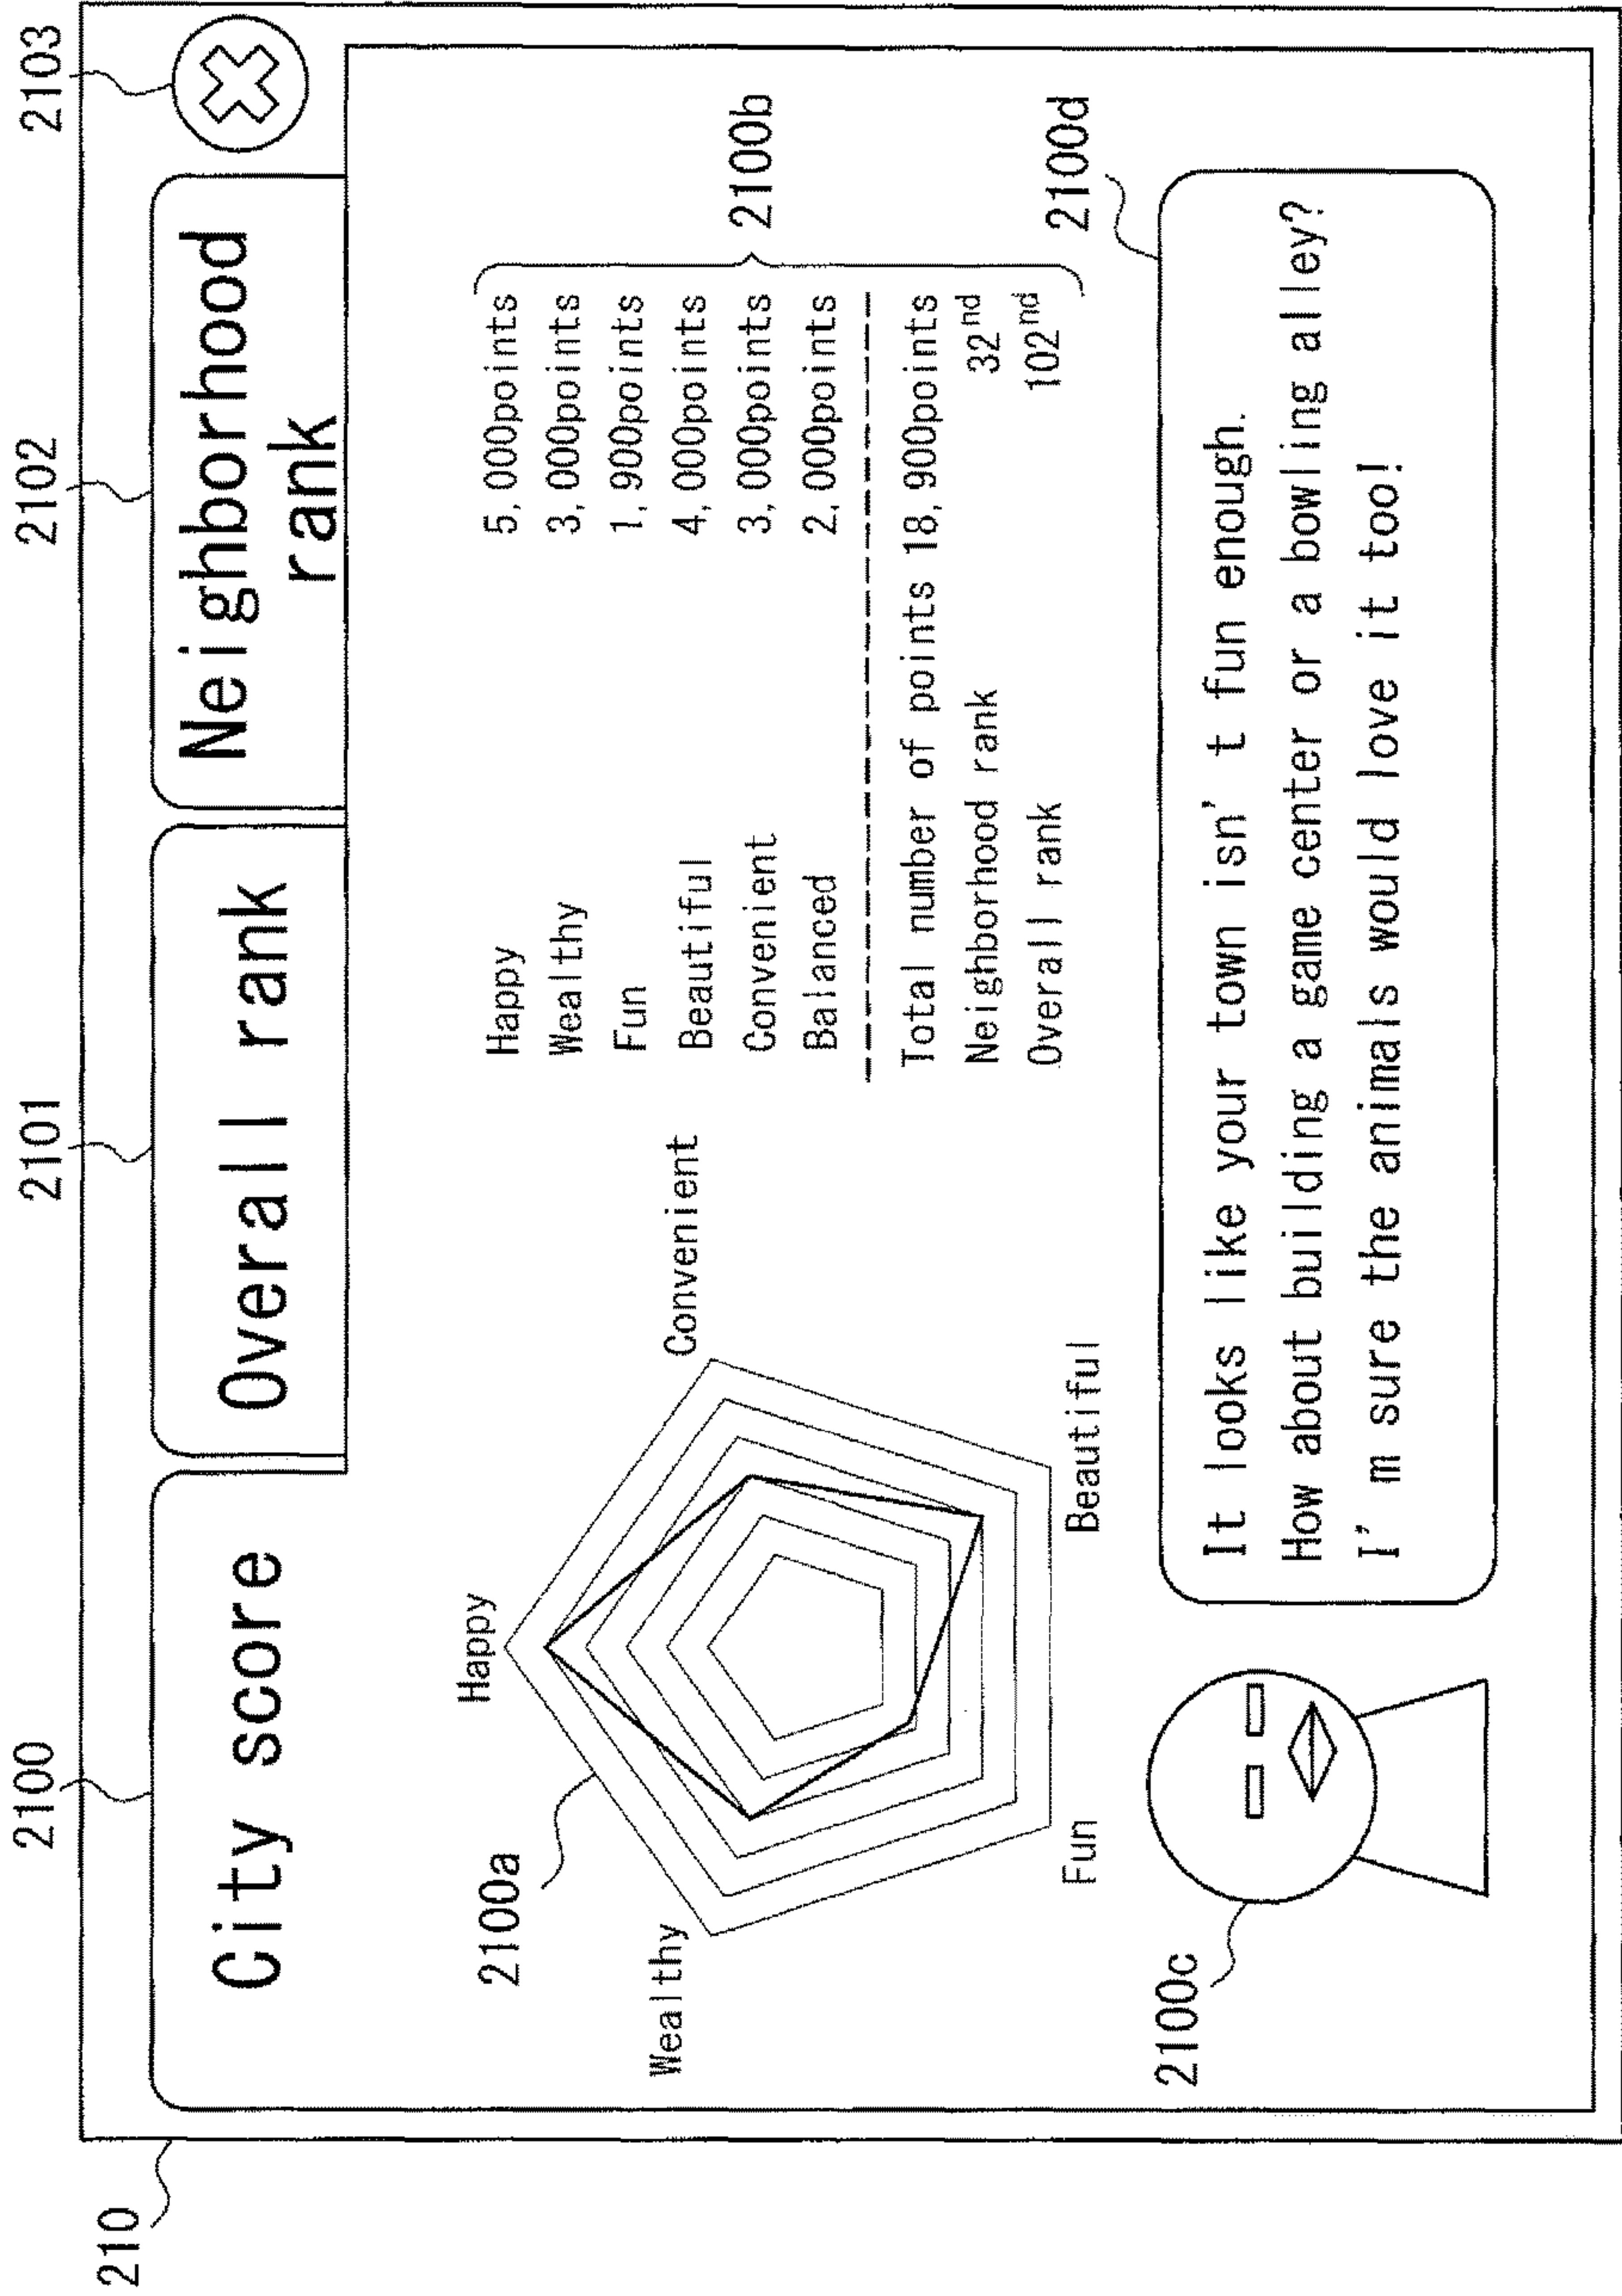 210
2100
2101
2102
2103
City score
Overall rank
Neighborhood
rank
2100a
Happy
Convenient
Beautiful
Fun
Wealthy
Happy 5,000points
Wealthy 3,000points
Fun 1,900points
Beautiful 4,000points
Convenient 3,000points
Balanced 2,000points
Total number of points 18,900points
Neighborhood rank 32nd
Overall rank 102nd
2100b
2100c
2100d
It looks like your town isn't fun enough.
How about building a game center or a bowling alley?
I'm sure the animals would love it too!